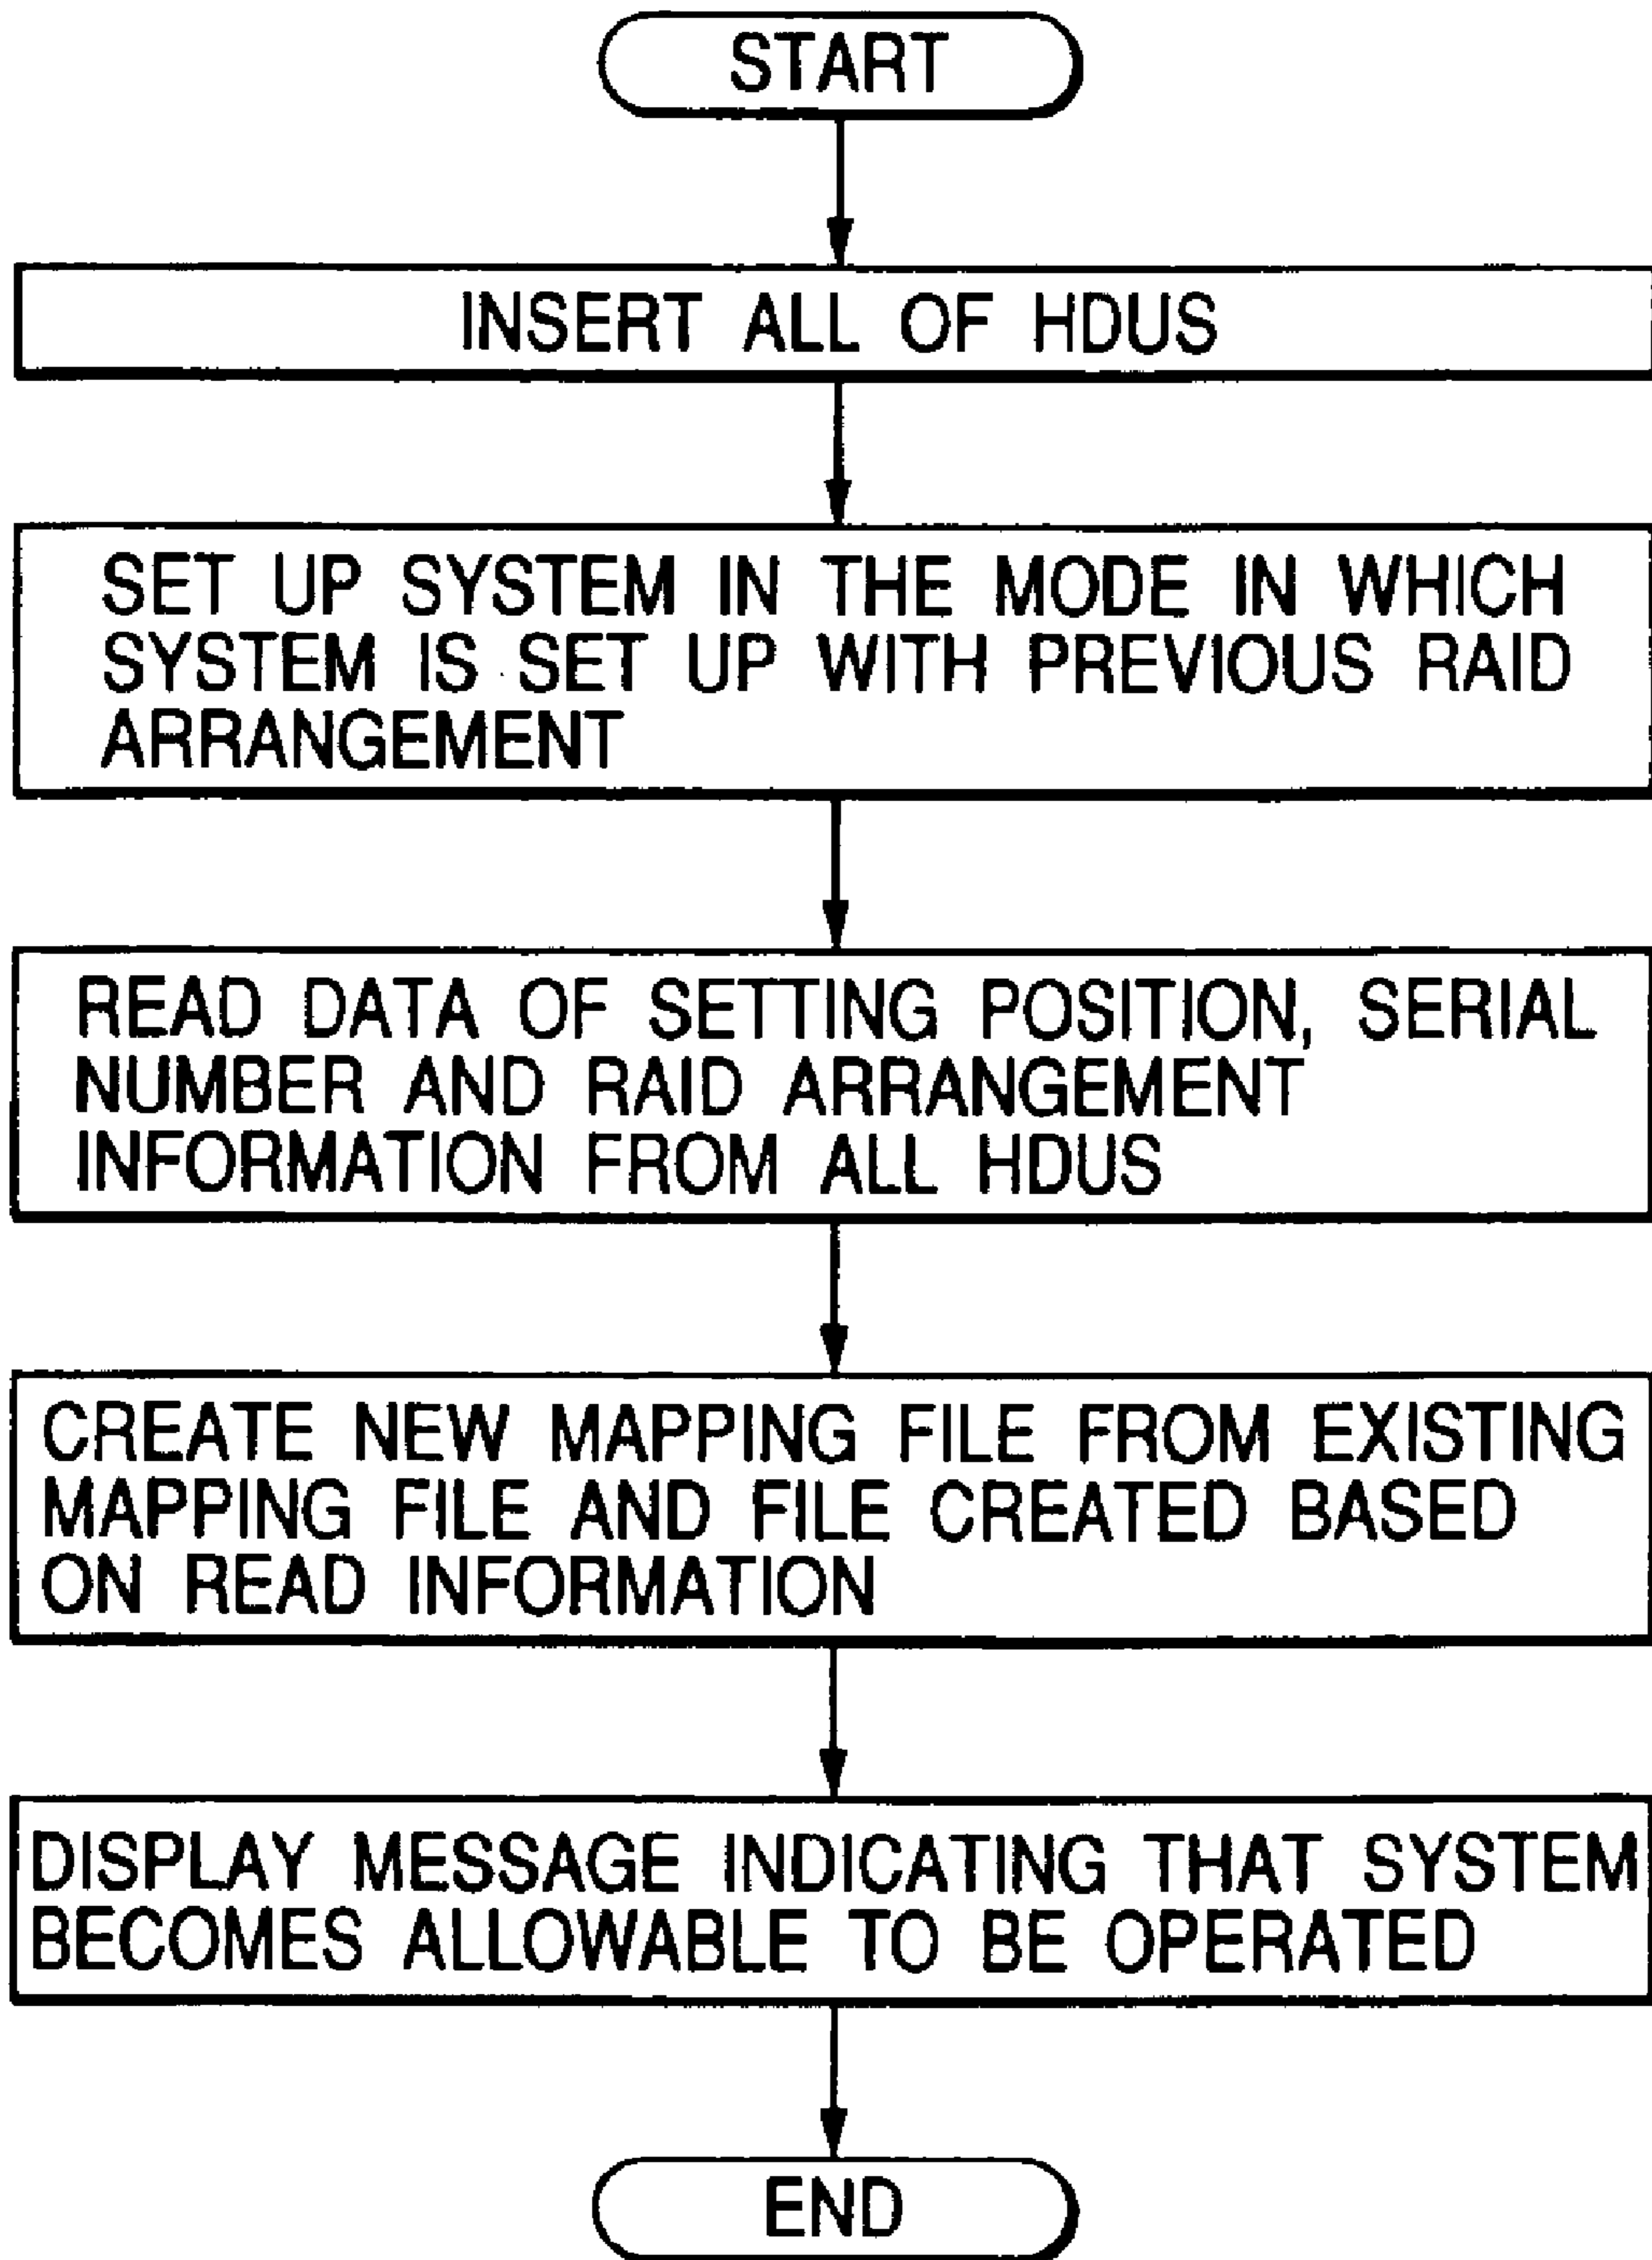 START
INSERT ALL OF HDUS
SET UP SYSTEM IN THE MODE IN WHICH
SYSTEM IS SET UP WITH PREVIOUS RAID
ARRANGEMENT
READ DATA OF SETTING POSITION, SERIAL
NUMBER AND RAID ARRANGEMENT
INFORMATION FROM ALL HDUS
CREATE NEW MAPPING FILE FROM EXISTING
MAPPING FILE AND FILE CREATED BASED
ON READ INFORMATION
DISPLAY MESSAGE INDICATING THAT SYSTEM
BECOMES ALLOWABLE TO BE OPERATED
END